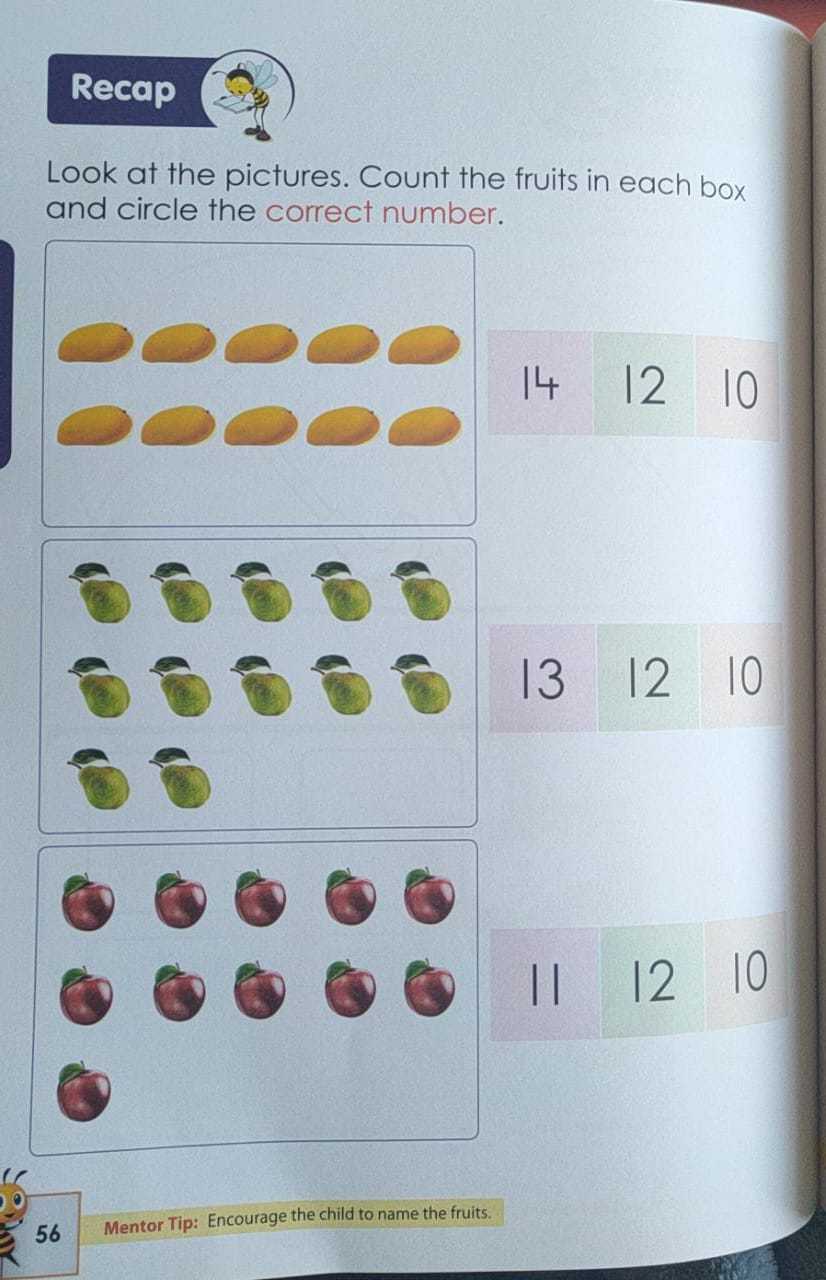 Recap
Look at the pictures. Count the fruits in each box
and circle the correct number.
14 12 10
13 12 10
11 12 10
56
Mentor Tip: Encourage the child to name the fruits.